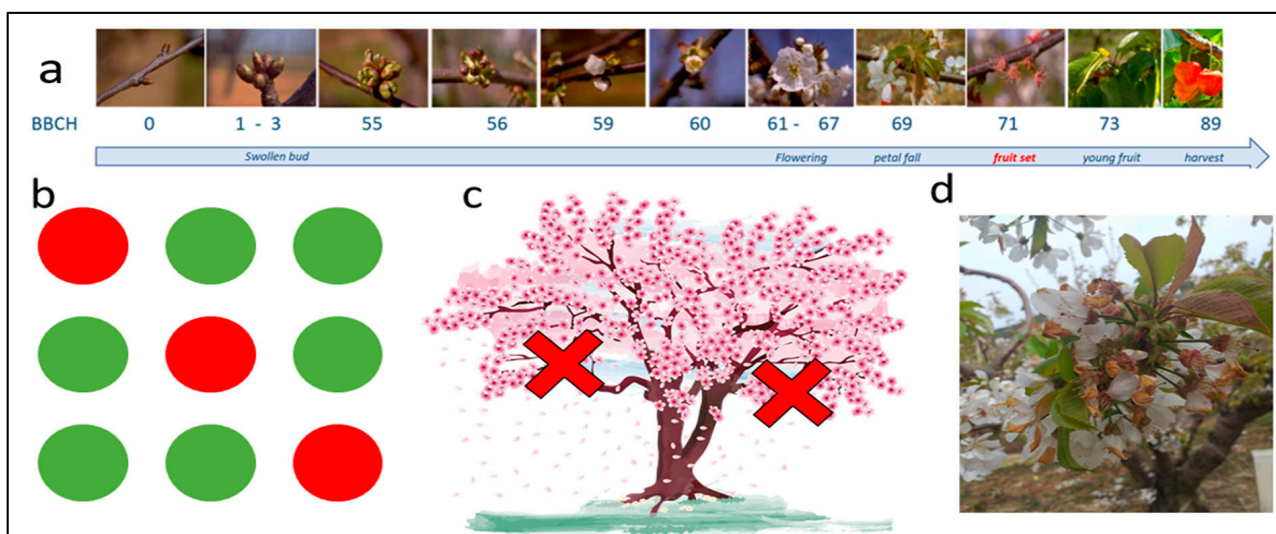 a
BBCH 0 1 - 3 55 56 59 60 61 - 67 69 71 73 89
Swollen bud Flowering petal fall fruit set young fruit harvest
b
c
d